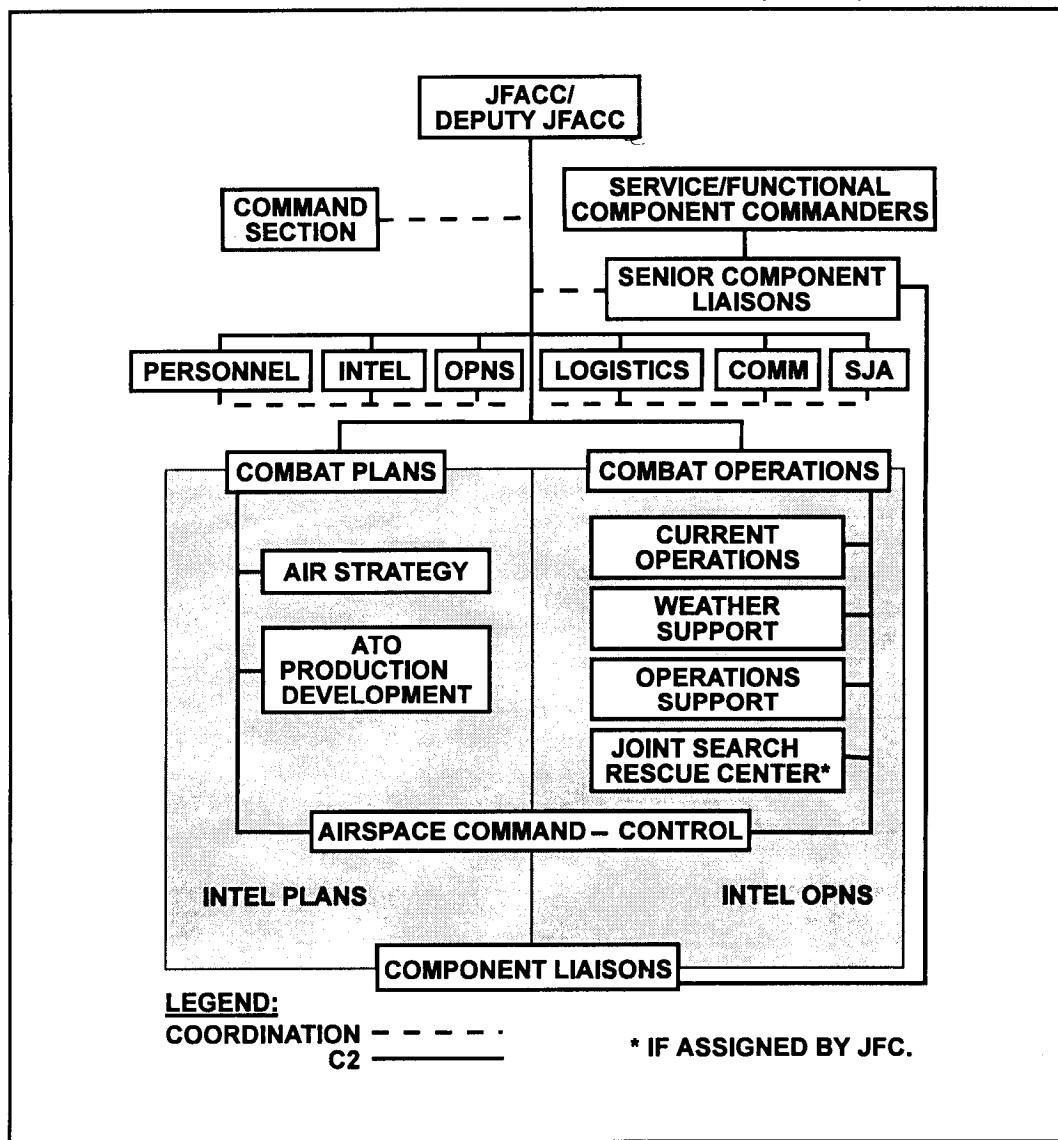 JFACC/
DEPUTY JFACC
COMMAND
SECTION
SERVICE/FUNCTIONAL
COMPONENT COMMANDERS
SENIOR COMPONENT
LIAISONS
PERSONNEL
INTEL
OPNS
LOGISTICS
COMM
SJA
COMBAT PLANS
COMBAT OPERATIONS
AIR STRATEGY
ATO
PRODUCTION
DEVELOPMENT
CURRENT
OPERATIONS
WEATHER
SUPPORT
OPERATIONS
SUPPORT
JOINT SEARCH
RESCUE CENTER*
AIRSPACE COMMAND – CONTROL
INTEL PLANS
INTEL OPNS
COMPONENT LIAISONS
LEGEND:
COORDINATION
C2
* IF ASSIGNED BY JFC.